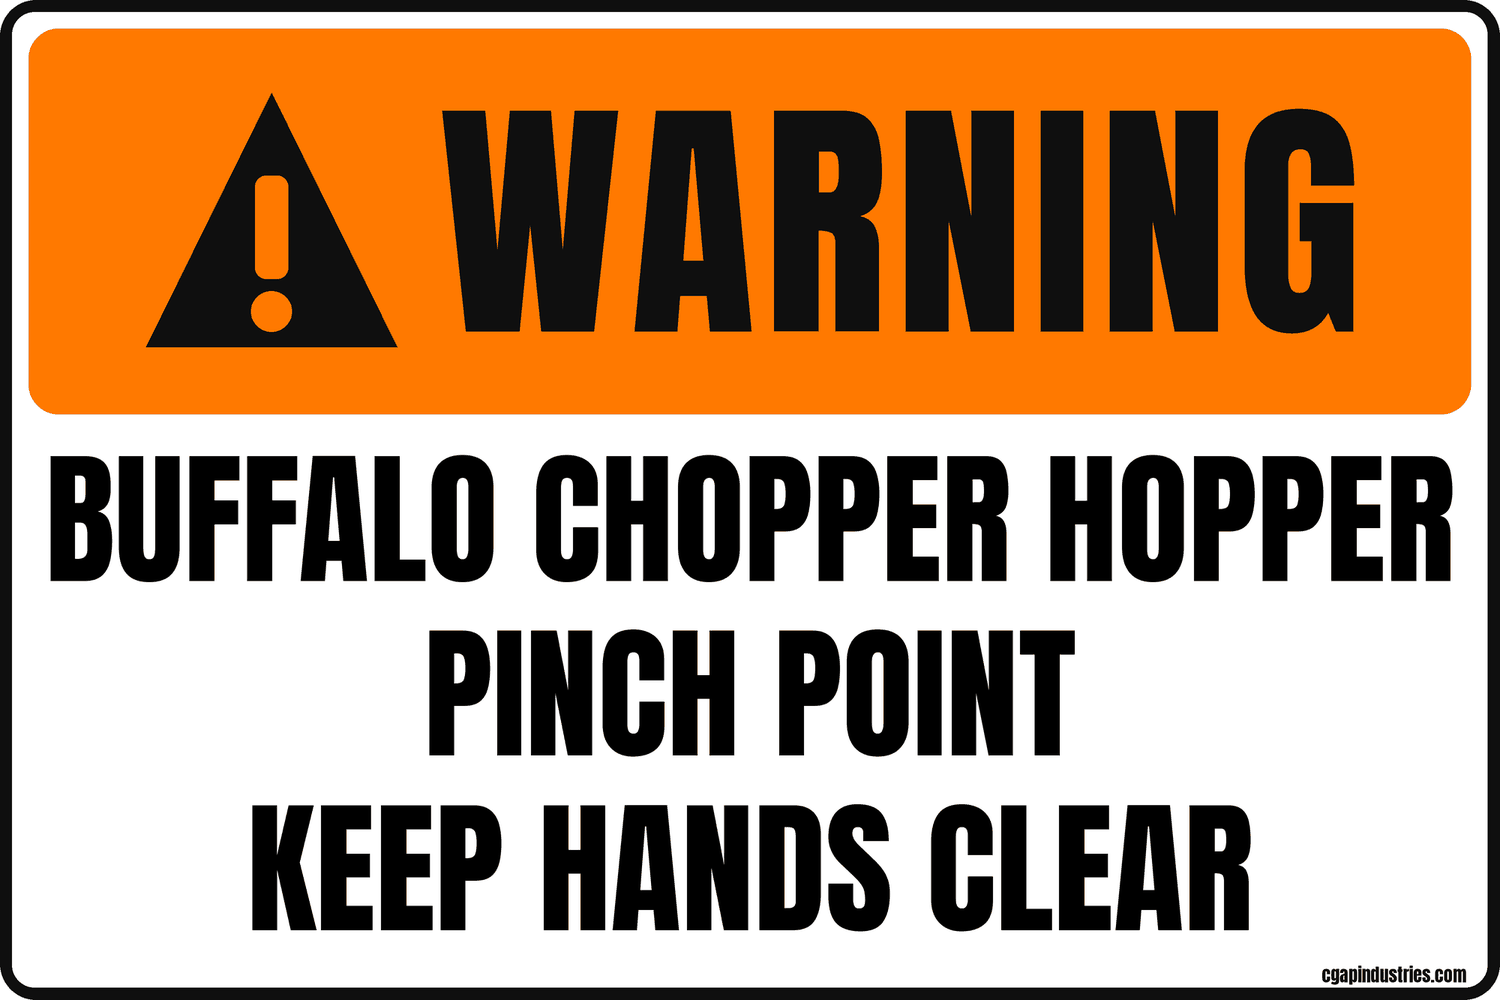 WARNING
BUFFALO CHOPPER HOPPER
PINCH POINT
KEEP HANDS CLEAR
cgapindustries.com